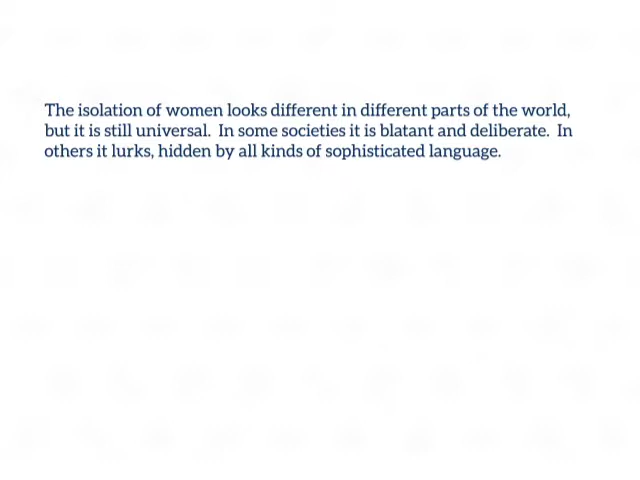 The isolation of women looks different in different parts of the world,
but it is still universal.  In some societies it is blatant and deliberate.  In
others it lurks, hidden by all kinds of sophisticated language.